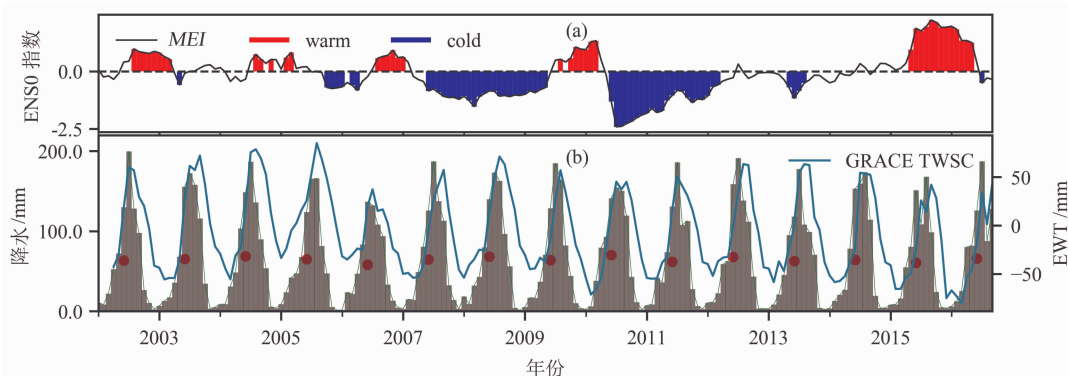 (a)
MEI warm cold
ENSO 指数
0.0
-2.5
(b)
GRACE TWSC
200.0
100.0
0.0
降水/mm
50
0
-50
EWT /mm
2003 2005 2007 2009 2011 2013 2015
年份